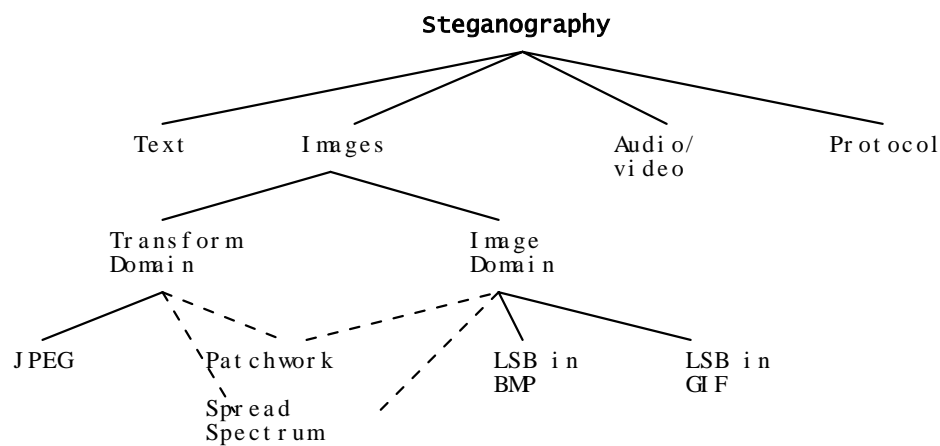 Steganography
Text
Images
Audio/
video
Protocol
Transform
Domain
Image
Domain
JPEG
Patchwork
LSB in
BMP
LSB in
GIF
Spread
Spectrum